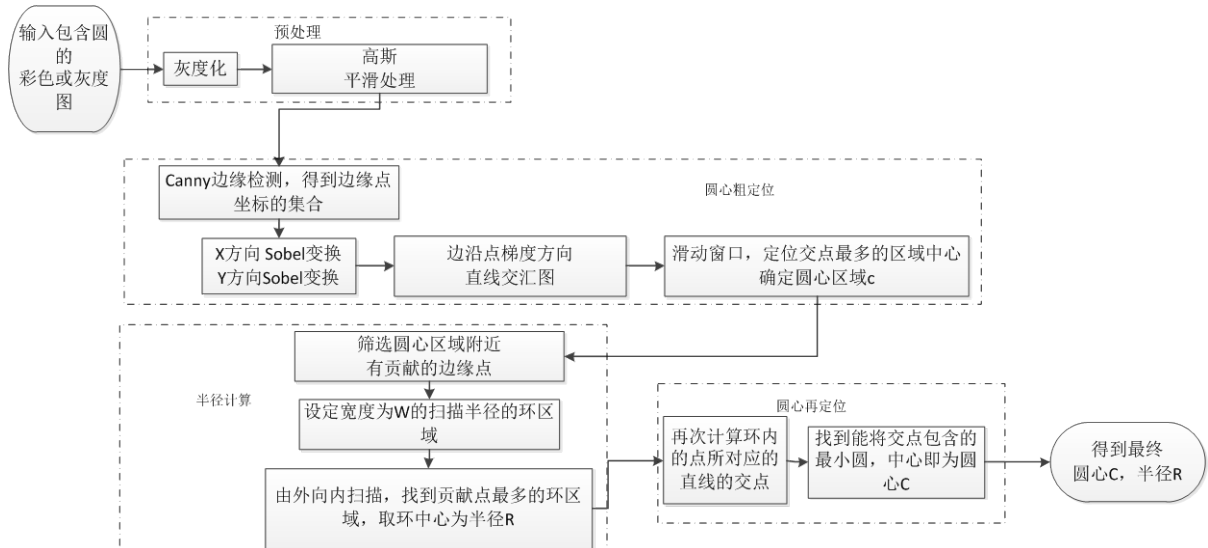 输入包含圆
的
彩色或灰度
图
预处理
灰度化
高斯
平滑处理
Canny边缘检测，得到边缘点
坐标的集合
圆心粗定位
X方向 Sobel变换
Y方向Sobel变换
边沿点梯度方向
直线交汇图
滑动窗口，定位交点最多的区域中心
确定圆心区域c
筛选圆心区域附近
有贡献的边缘点
半径计算
设定宽度为W的扫描半径的环区
域
由外向内扫描，找到贡献点最多的环区
域，取环中心为半径R
圆心再定位
再次计算环内
的点所对应的
直线的交点
找到能将交点包含的
最小圆，中心即为圆
心C
得到最终
圆心C，半径R